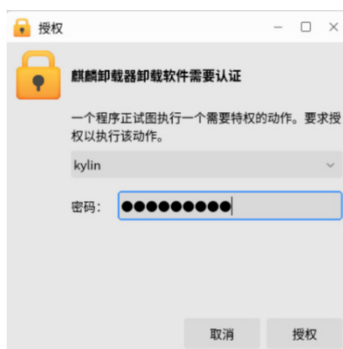 授权
麒麟卸载器卸载软件需要认证
一个程序正试图执行一个需要特权的动作。要求授
权以执行该动作。
kylin
密码： ●●●●●●●●●
取消 授权